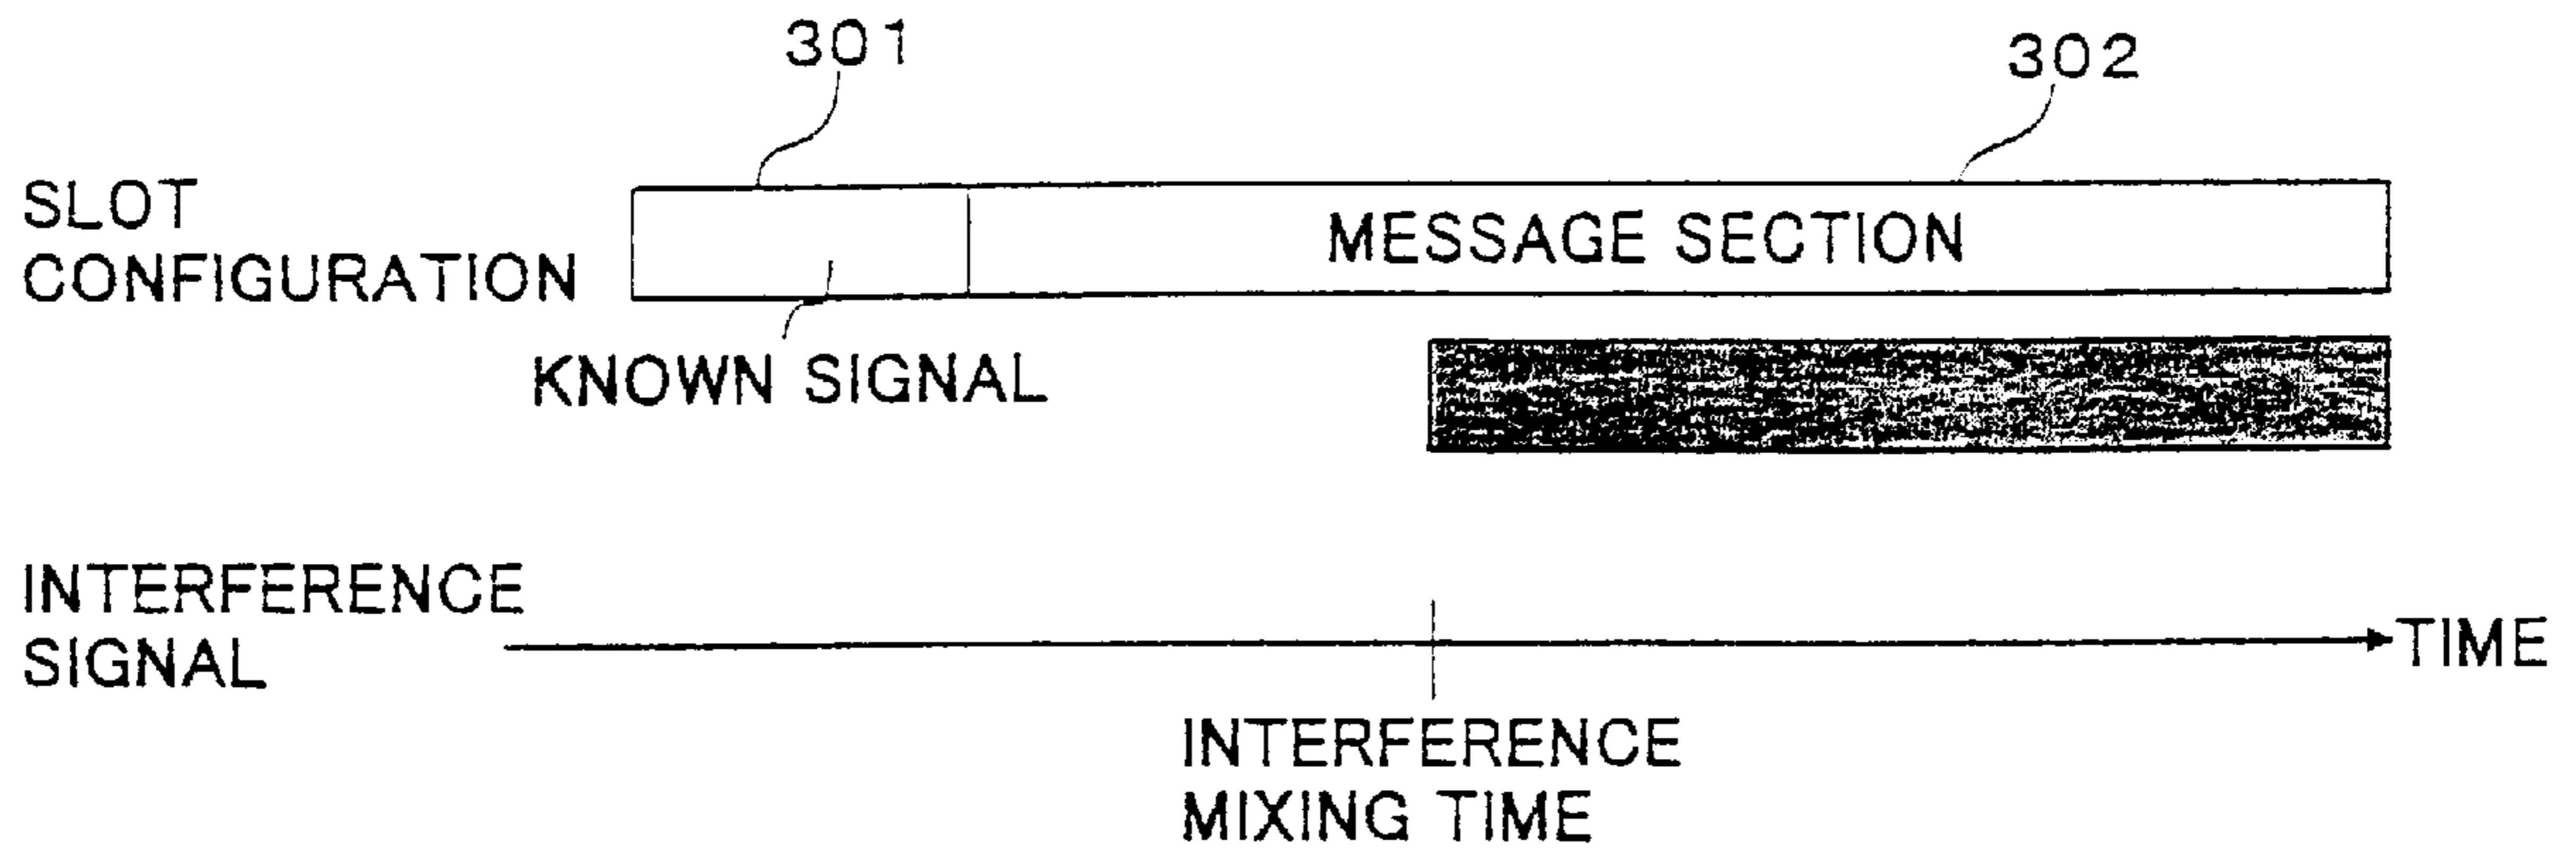 301
302
SLOT
CONFIGURATION
MESSAGE SECTION
KNOWN SIGNAL
INTERFERENCE
SIGNAL
TIME
INTERFERENCE
MIXING TIME